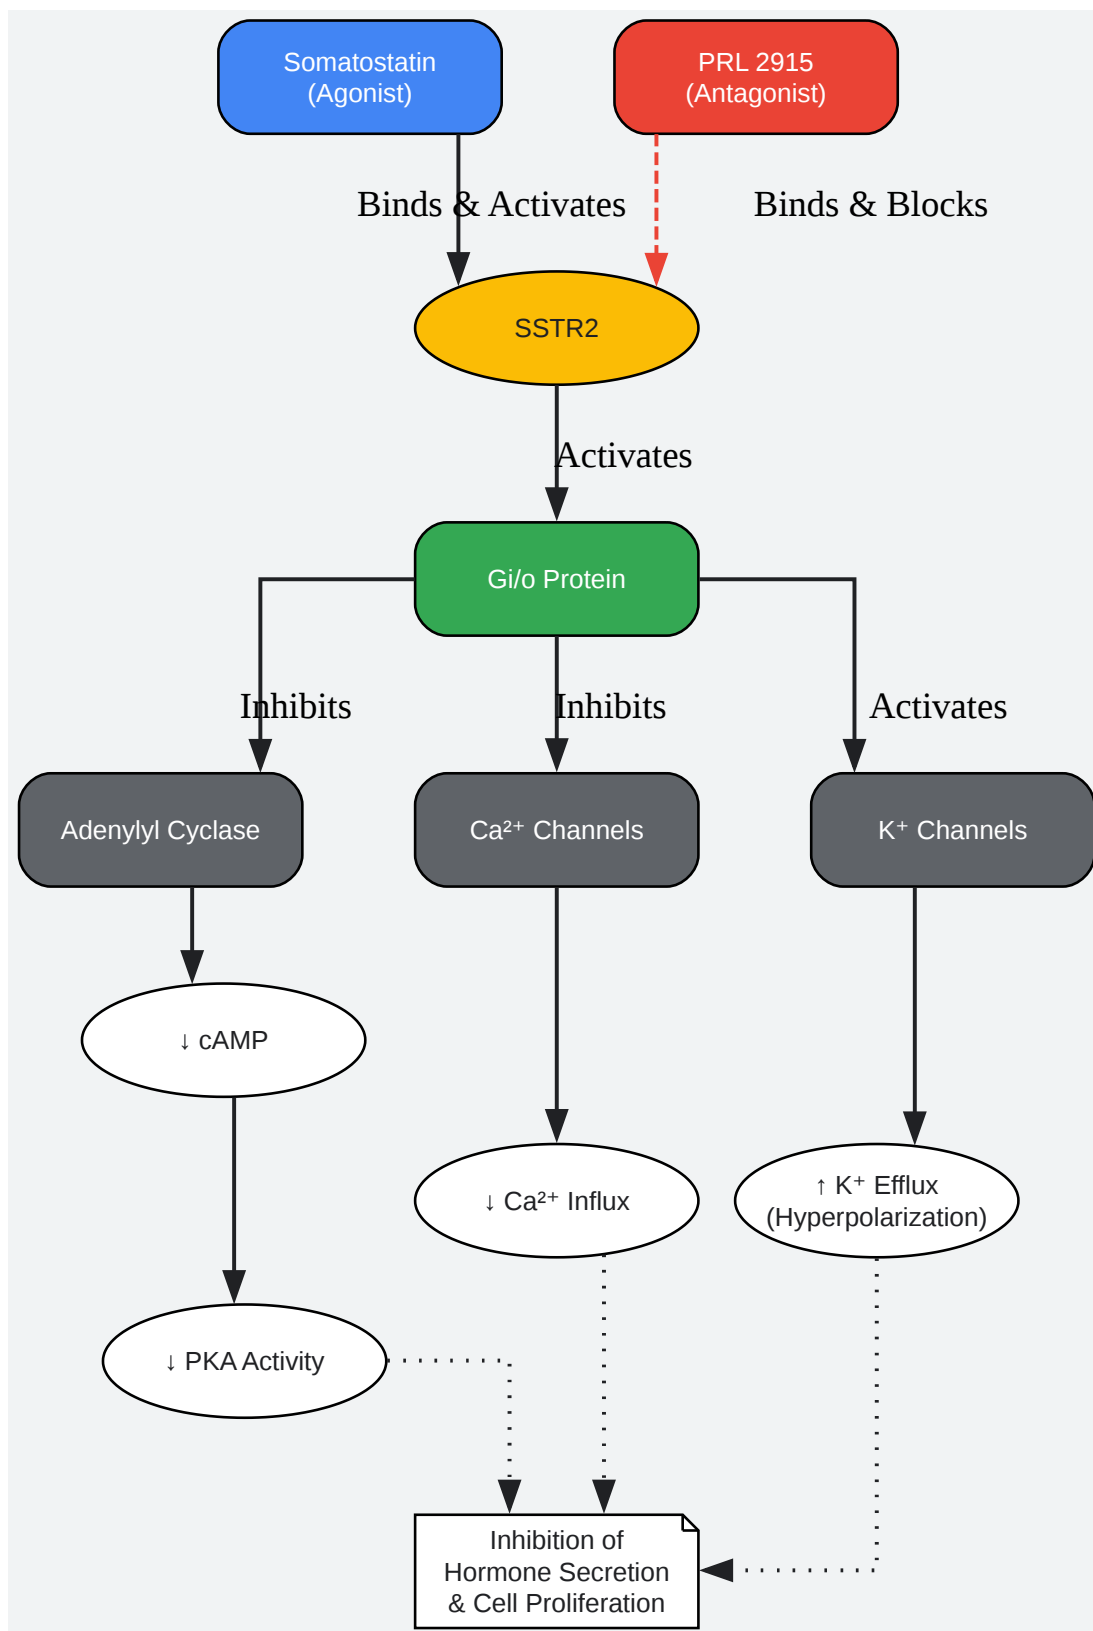 Somatostatin
(Agonist)
PRL 2915
(Antagonist)
Binds & Activates
Binds & Blocks
SSTR2
Activates
Gi/o Protein
Inhibits
Inhibits
Activates
Adenylyl Cyclase
Ca²⁺ Channels
K⁺ Channels
↓ cAMP
↓ Ca²⁺ Influx
↑ K⁺ Efflux
(Hyperpolarization)
↓ PKA Activity
Inhibition of
Hormone Secretion
& Cell Proliferation